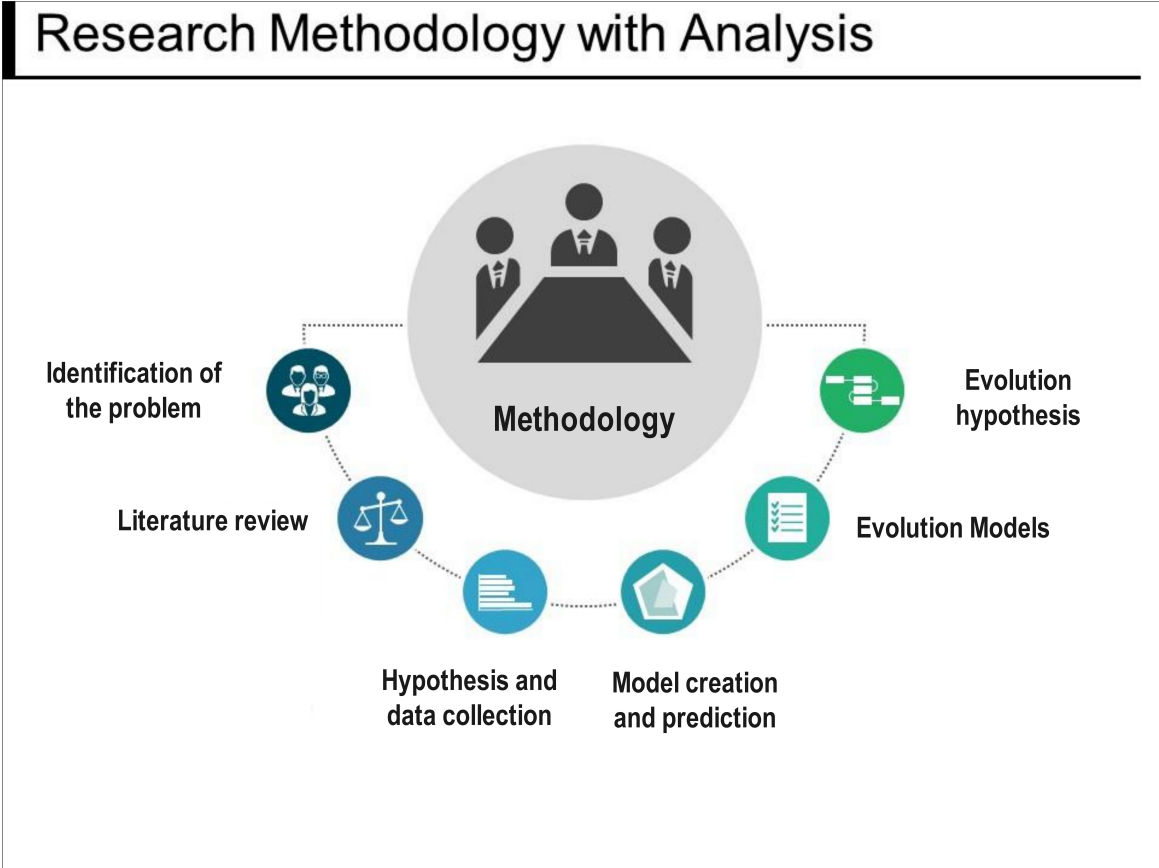 Research Methodology with Analysis
Methodology
Identification of
the problem
Literature review
Hypothesis and
data collection
Model creation
and prediction
Evolution Models
Evolution
hypothesis